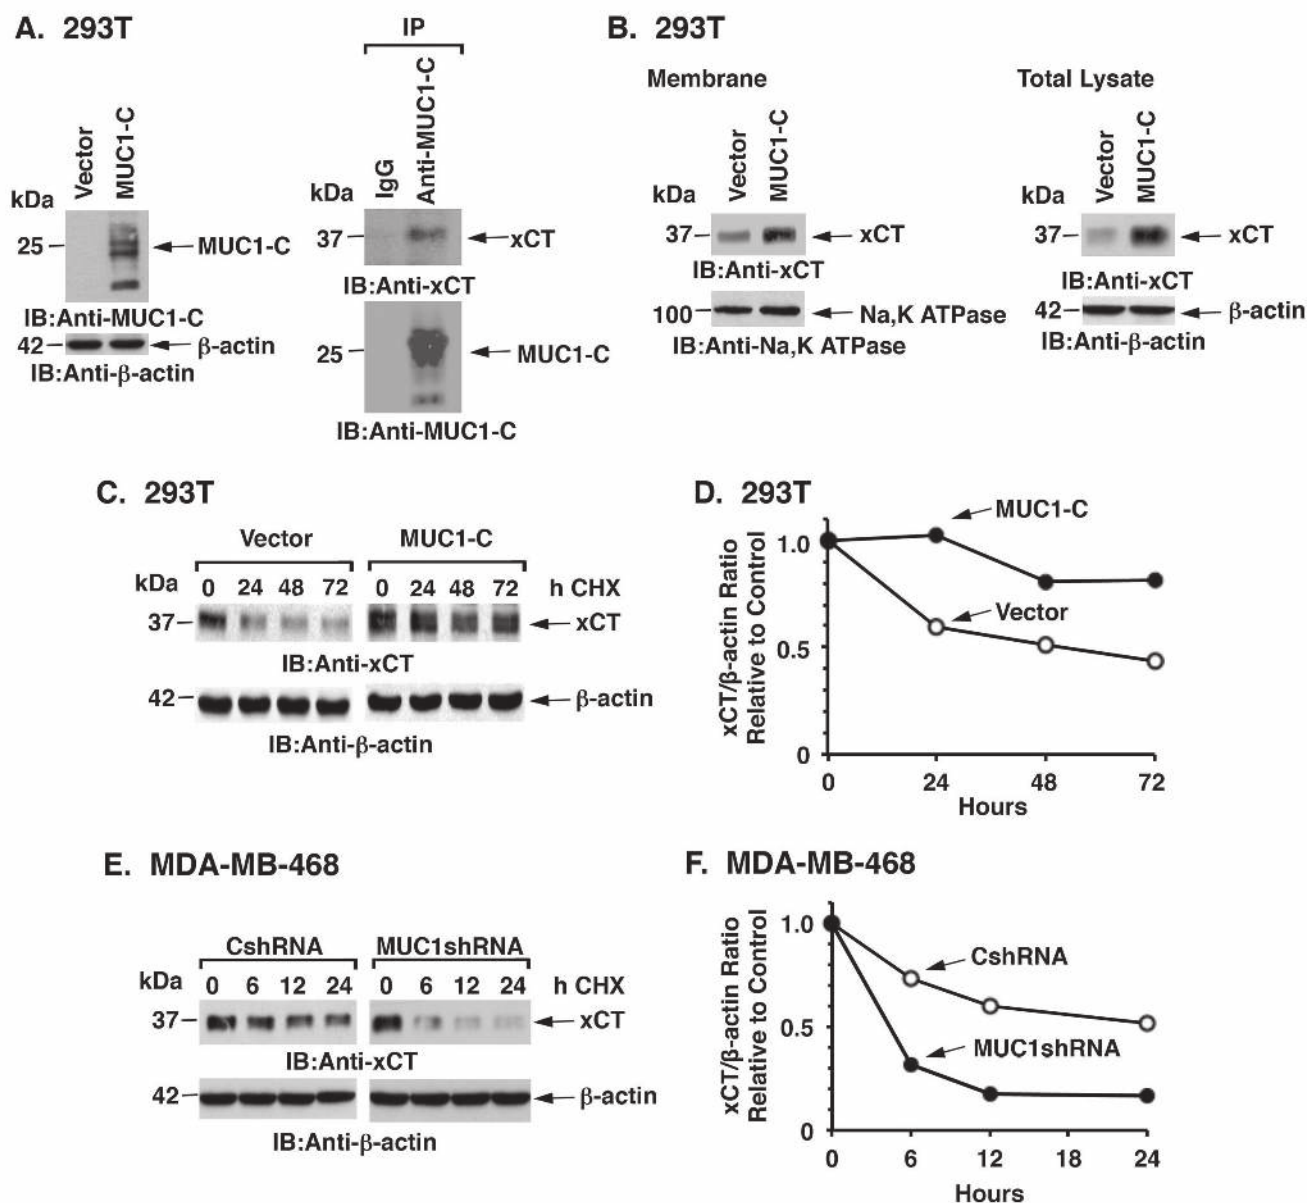 A. 293T
IP
Vector
MUC1-C
IgG
Anti-MUC1-C
kDa
25
MUC1-C
IB:Anti-MUC1-C
42
β-actin
IB:Anti-β-actin
kDa
37
xCT
IB:Anti-xCT
25
MUC1-C
IB:Anti-MUC1-C
B. 293T
Membrane
Vector
MUC1-C
kDa
37
xCT
IB:Anti-xCT
100
Na,K ATPase
IB:Anti-Na,K ATPase
Total Lysate
Vector
MUC1-C
kDa
37
xCT
IB:Anti-xCT
42
β-actin
IB:Anti-β-actin
C. 293T
Vector MUC1-C
kDa 0 24 48 72 0 24 48 72 h CHX
37 xCT
IB:Anti-xCT
42 β-actin
IB:Anti-β-actin
D. 293T
xCT/β-actin Ratio
Relative to Control
1.0
0.5
0
MUC1-C
Vector
0 24 48 72
Hours
E. MDA-MB-468
CshRNA MUC1shRNA
kDa 0 6 12 24 0 6 12 24 h CHX
37 xCT
IB:Anti-xCT
42 β-actin
IB:Anti-β-actin
F. MDA-MB-468
xCT/β-actin Ratio
Relative to Control
1.0
0.5
0
CshRNA
MUC1shRNA
0 6 12 18 24
Hours